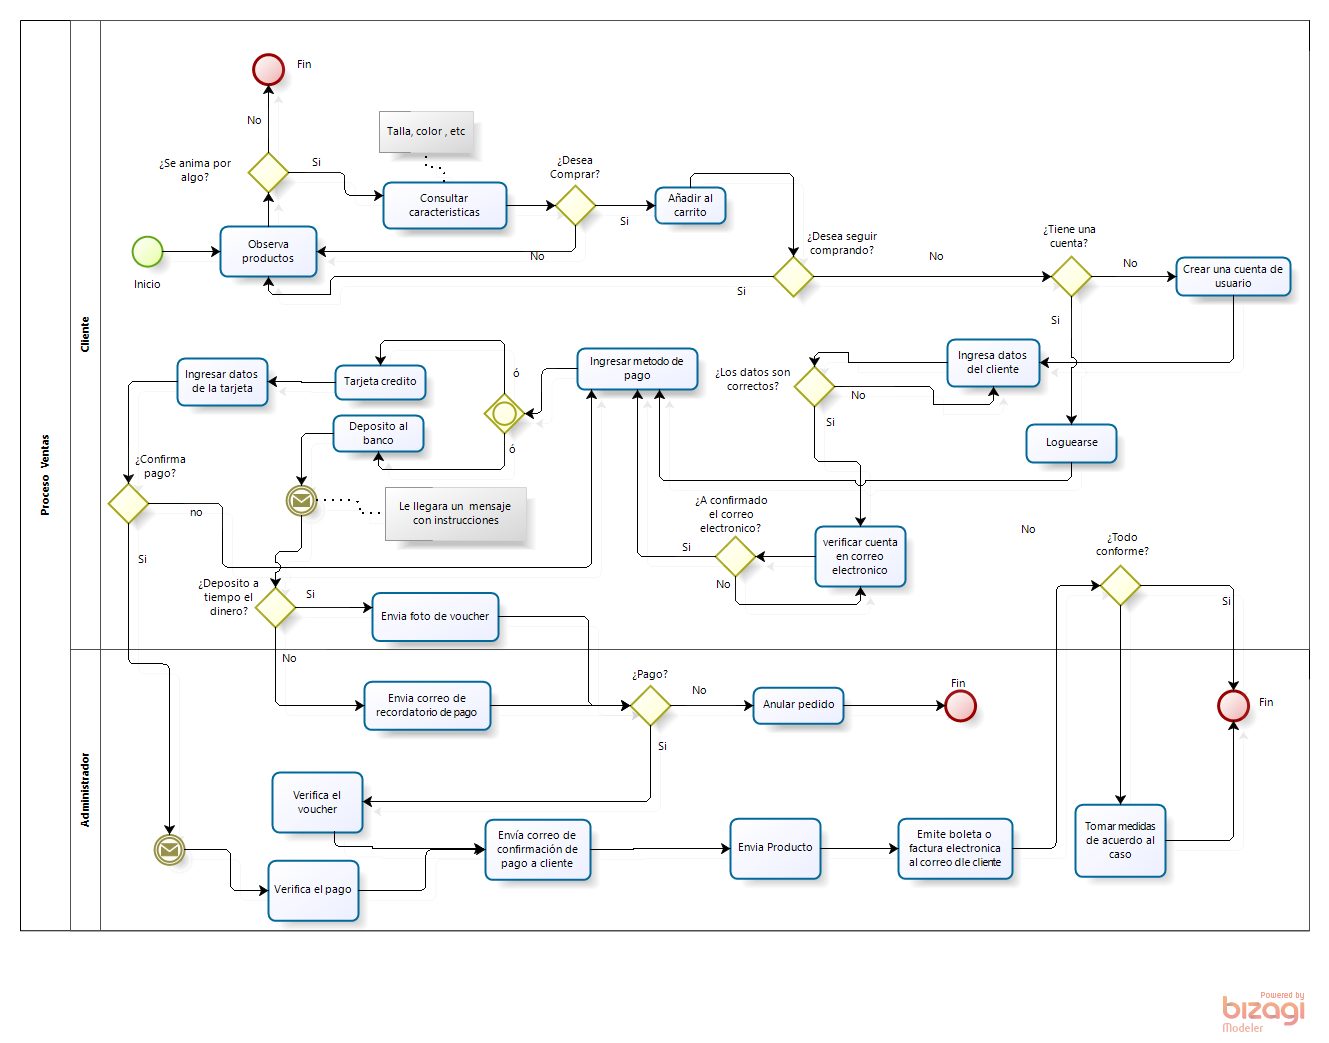 Proceso Ventas
Cliente
Administrador
Fin
No
¿Se anima por
algo?
Si
Talla, color , etc
Consultar
caracteristicas
¿Desea
Comprar?
Si
No
Añadir al
carrito
Observa
productos
Inicio
¿Desea seguir
comprando?
No
Si
¿Tiene una
cuenta?
No
Si
Crear una cuenta de
usuario
Ingresar datos
de la tarjeta
Tarjeta credito
ó
Ingresar metodo de
pago
¿Los datos son
correctos?
No
Si
Ingresa datos
del cliente
Deposito al
banco
ó
Loguearse
¿Confirma
pago?
no
Si
Le llegara un mensaje
con instrucciones
¿A confirmado
el correo
electronico?
Si
No
verificar cuenta
en correo
electronico
No
¿Todo
conforme?
Si
¿Deposito a
tiempo el
dinero?
Si
No
Envia foto de voucher
Envia correo de
recordatorio de pago
¿Pago?
No
Si
Anular pedido
Fin
Fin
Verifica el
voucher
Envía correo de
confirmación de
pago a cliente
Envia Producto
Emite boleta o
factura electronica
al correo dle cliente
Tomar medidas
de acuerdo al
caso
Verifica el pago
Powered by
bizagi
Modeler